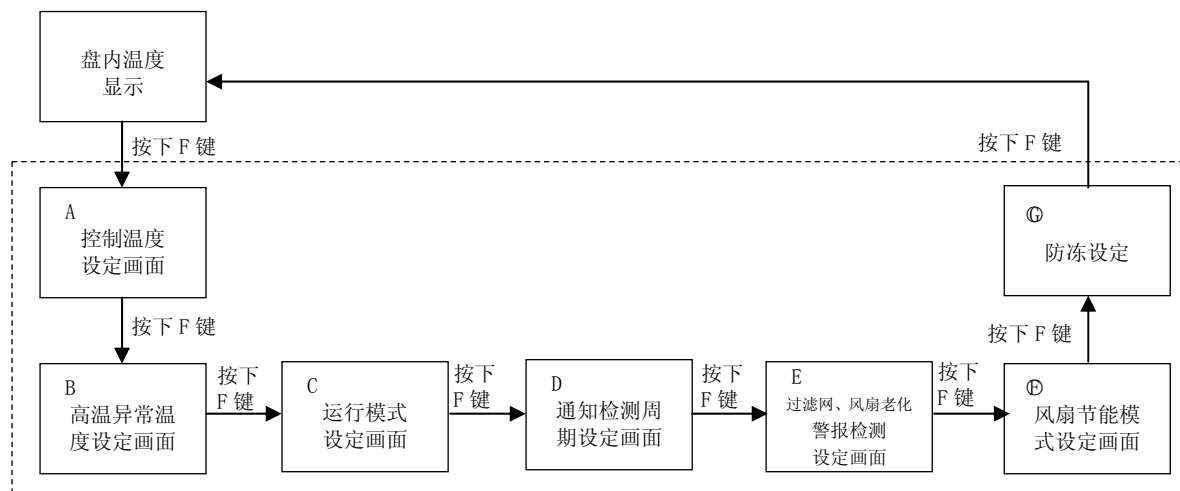 盘内温度
显示
按下 F 键
按下 F 键
A
控制温度
设定画面
G
防冻设定
按下 F 键
按下 F 键
B
高温异常温
度设定画面
按下
F 键
C
运行模式
设定画面
按下
F 键
D
通知检测周
期设定画面
按下
F 键
E
过滤网、风扇老化
警报检测
设定画面
按下
F 键
F
风扇节能模
式设定画面